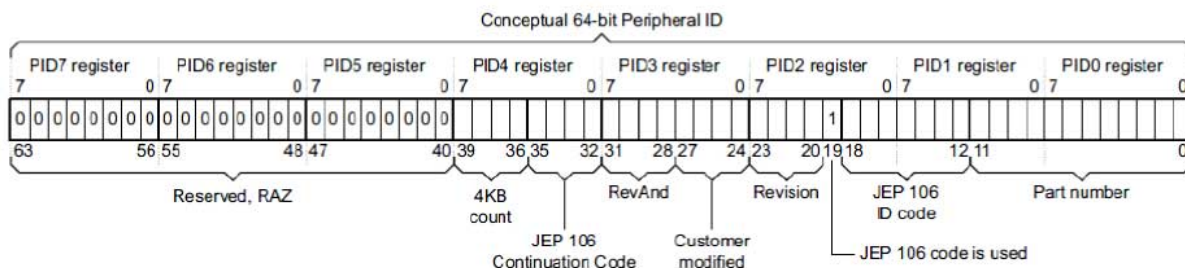 Conceptual 64-bit Peripheral ID
PID7 register PID6 register PID5 register PID4 register PID3 register PID2 register PID1 register PID0 register
7 0 7 0 7 0 7 0 7 0 7 0 7 0 7 0
0 0 0 0 0 0 0 0 0 0 0 0 0 0 0 0 0 0 0 0 0 0 0 0 1
63 56 55 48 47 40 39 36 35 32 31 28 27 24 23 20 19 18 12 11 0
Reserved, RAZ 4KB count RevAnd Revision JEP 106 ID code Part number
JEP 106 Continuation Code Customer modified JEP 106 code is used